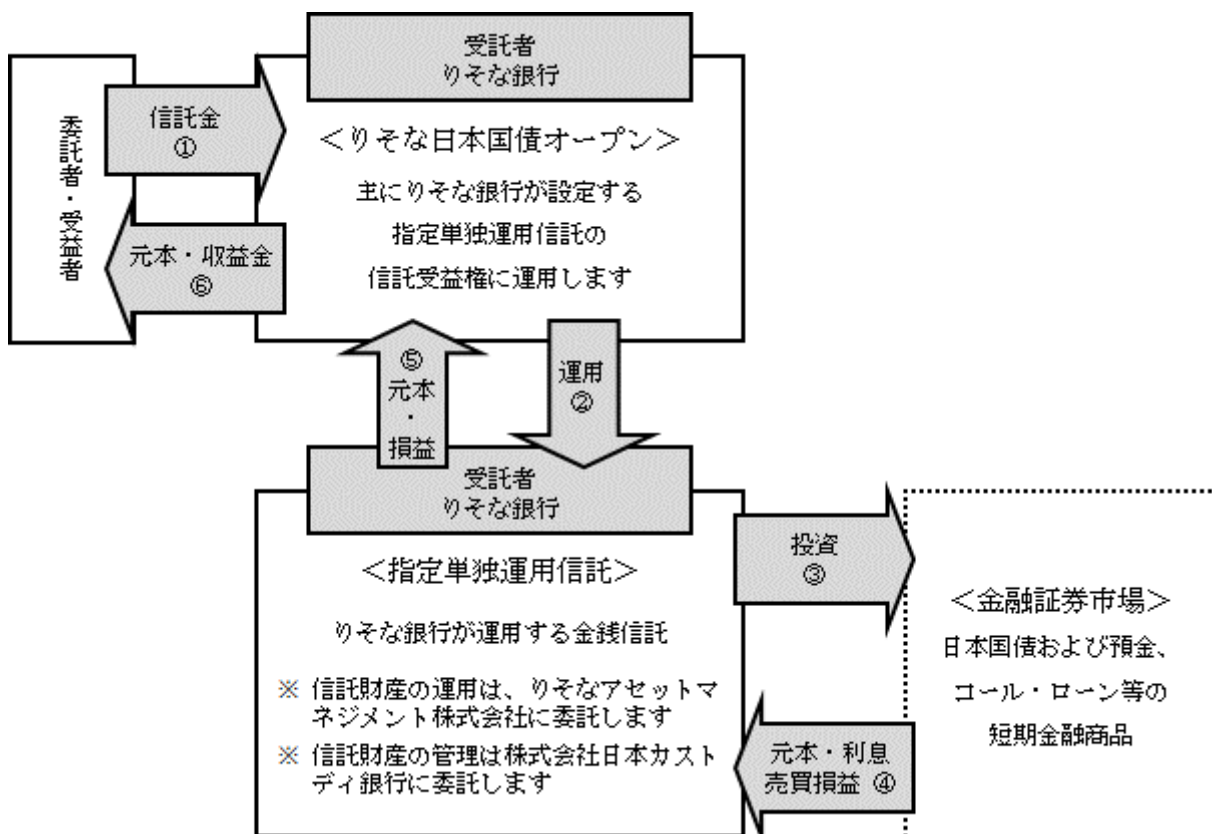 受託者
りそな銀行
委託者・受益者
信託金
①
＜りそな日本国債オープン＞
主にりそな銀行が設定する
指定単独運用信託の
信託受益権に運用します
元本・収益金
⑥
⑤
元本
・
損益
運用
②
受託者
りそな銀行
＜指定単独運用信託＞
りそな銀行が運用する金銭信託
※ 信託財産の運用は、りそなアセットマ
ネジメント株式会社に委託します
※ 信託財産の管理は株式会社日本カスト
ディ銀行に委託します
投資
③
＜金融証券市場＞
日本国債および預金、
コール・ローン等の
短期金融商品
元本・利息
売買損益 ④